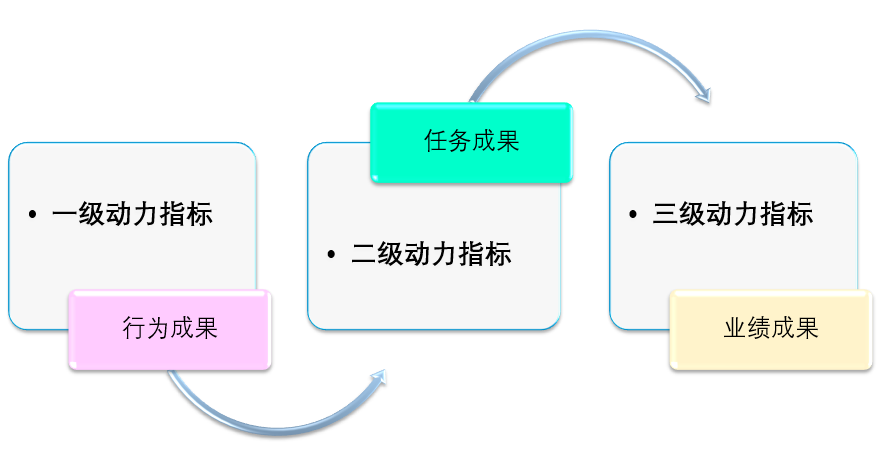 • 一级动力指标
行为成果
任务成果
• 二级动力指标
• 三级动力指标
业绩成果